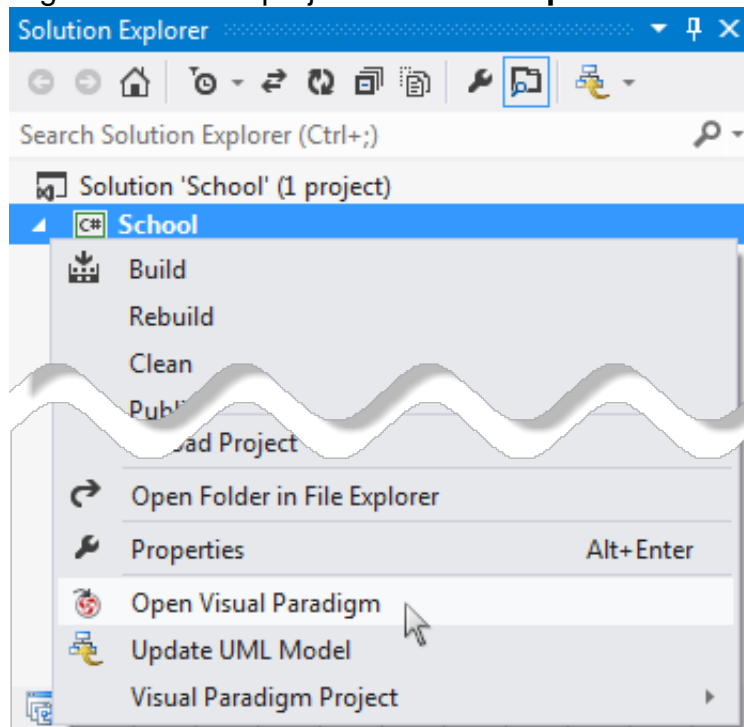 Solution Explorer
Search Solution Explorer (Ctrl+;)
Solution 'School' (1 project)
C# School
Build
Rebuild
Clean
Project
Open Folder in File Explorer
Properties Alt+Enter
Open Visual Paradigm
Update UML Model
Visual Paradigm Project